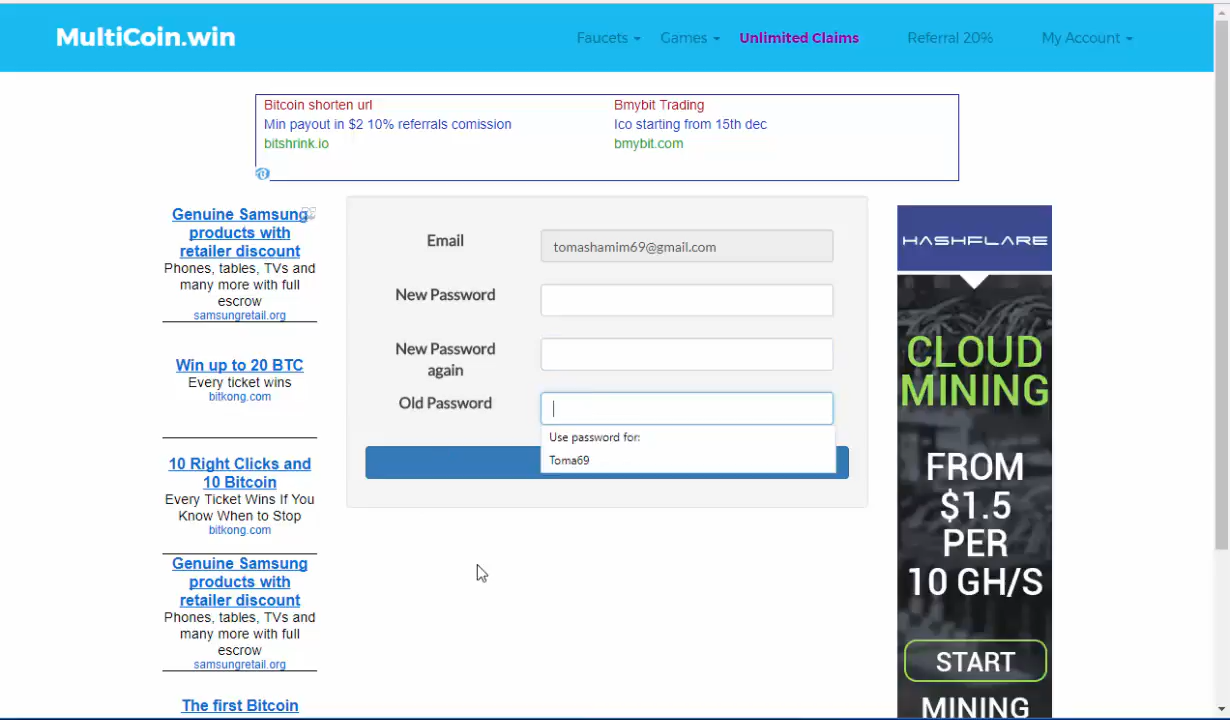 MultiCoin.win
Faucets
Games
Unlimited Claims
Referral 20%
My Account
Bitcoin shorten url
Min payout in $2 10% referrals comission
bitshrink.io
Bmybit Trading
Ico starting from 15th dec
bmybit.com
Genuine Samsung
products with
retailer discount
Phones, tables, TVs and
many more with full
escrow
samsungretail.org
Win up to 20 BTC
Every ticket wins
bitkong.com
10 Right Clicks and
10 Bitcoin
Every Ticket Wins If You
Know When to Stop
bitkong.com
Genuine Samsung
products with
retailer discount
Phones, tables, TVs and
many more with full
escrow
samsungretail.org
The first Bitcoin
Email
tomashamim69@gmail.com
New Password
New Password
again
Old Password
Use password for:
Toma69
HASHFLARE
CLOUD
MINING
FROM
$1.5
PER
10 GH/S
START
MINING